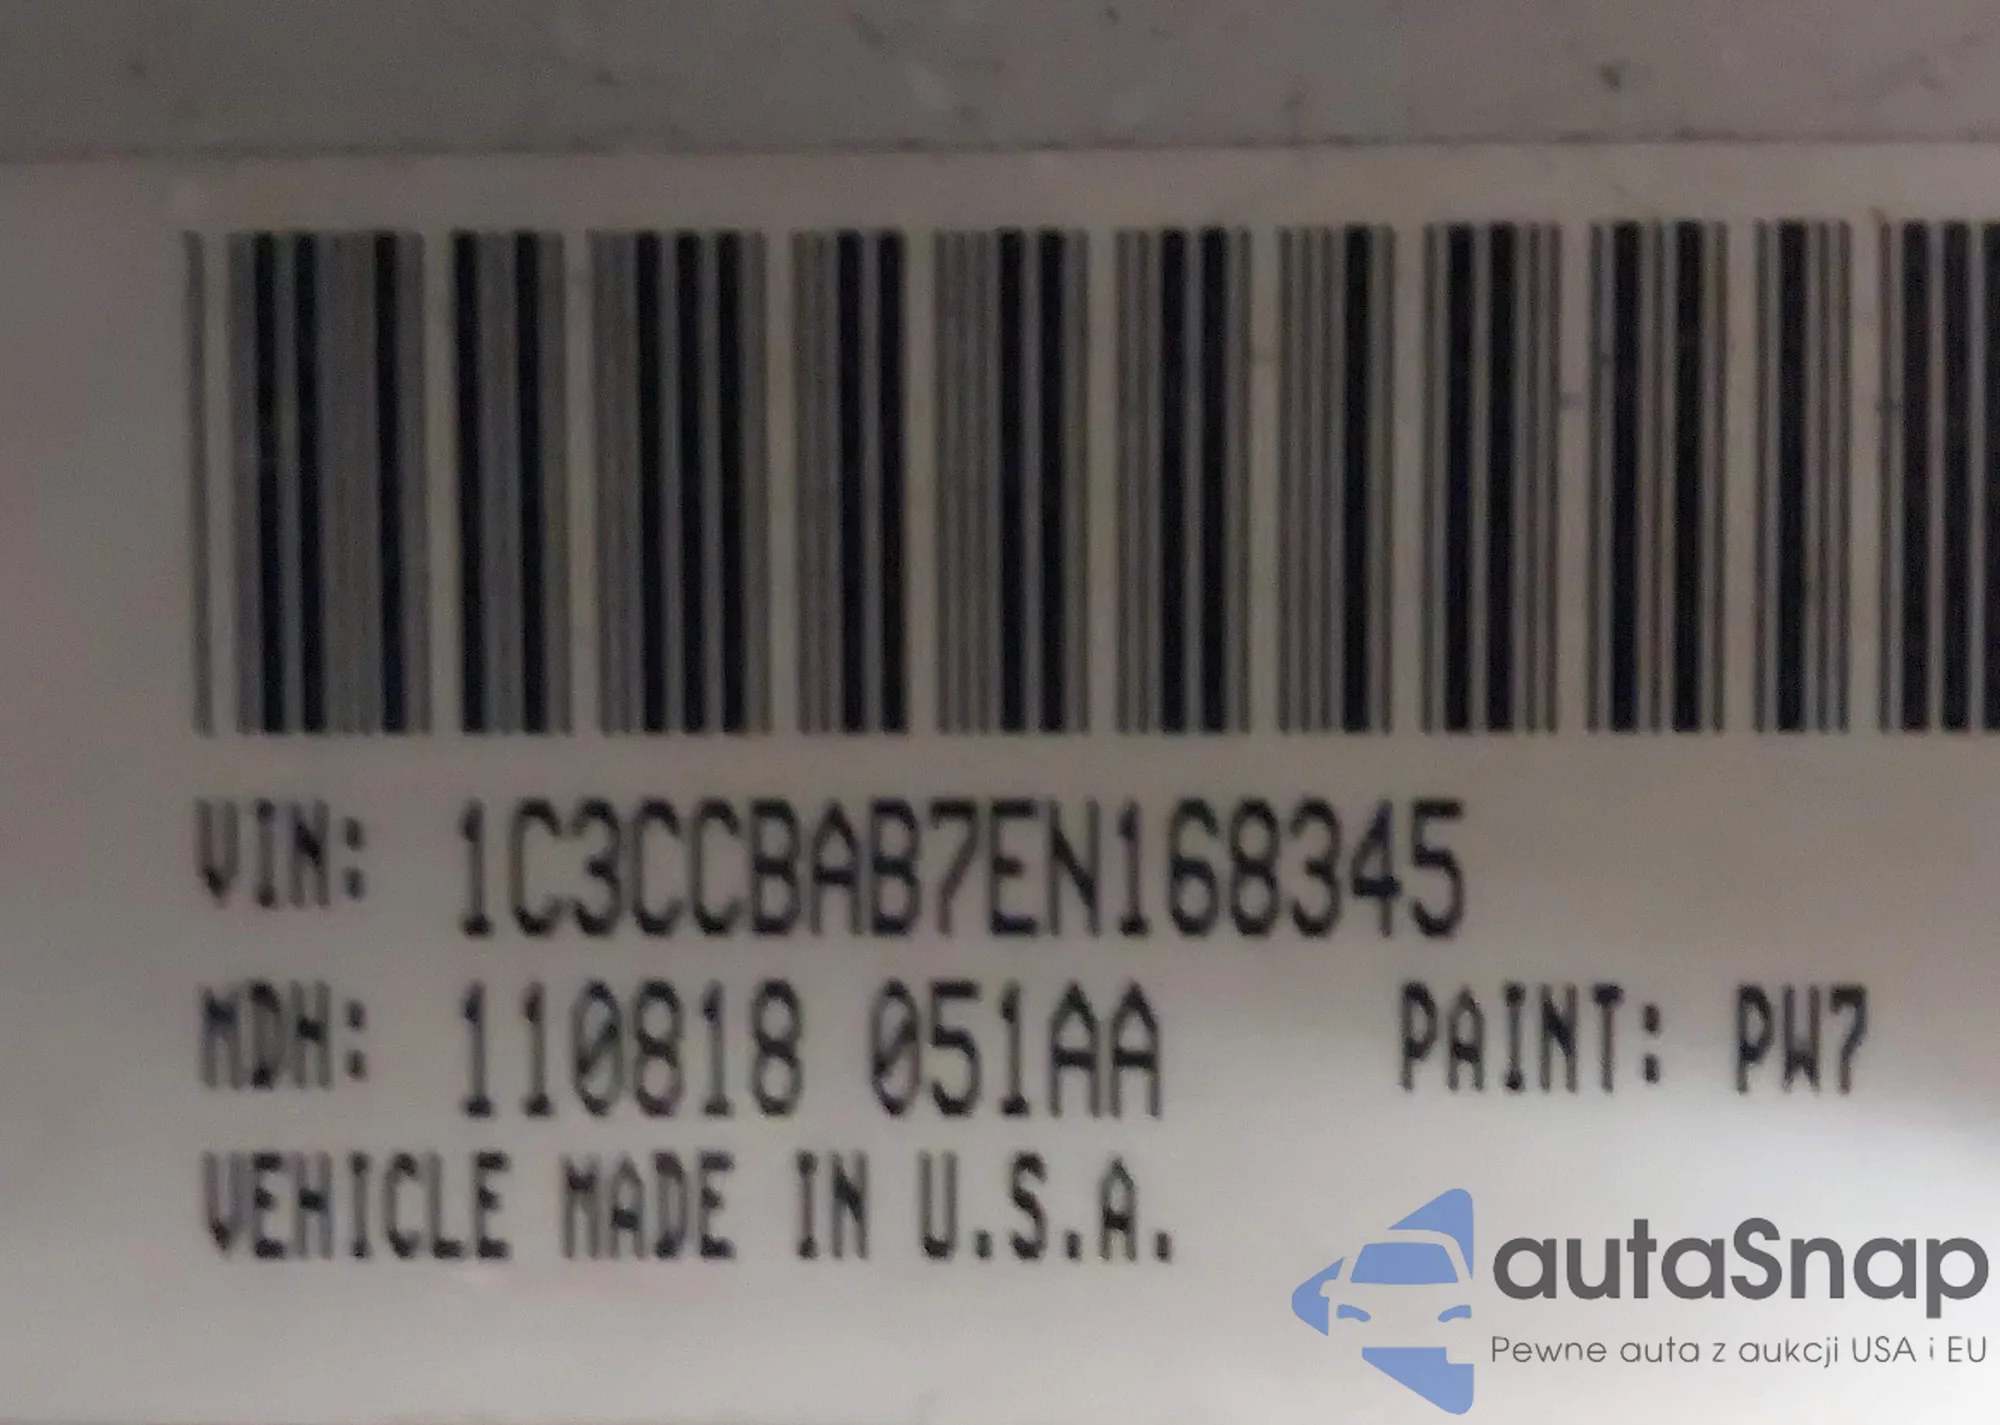 VIN: 1C3CCBAB7EN168345
MDH: 110818 051AA PAINT: PW7
VEHICLE MADE IN U.S.A.
autaSnap
Pewne auta z aukcji USA i EU